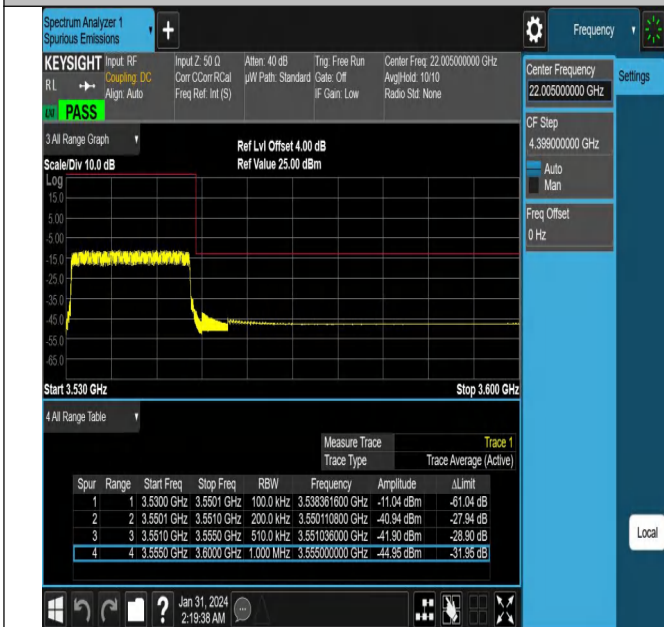 Spectrum Analyzer 1
Spurious Emissions
Frequency
KEYSIGHT Input: RF Input Z: 50 Ω Atten: 40 dB Trig: Free Run Center Freq: 22.005000000 GHz
RL Coupling: DC Corr CCorr RCal µW Path: Standard Gate: Off Avg|Hold: 10/10
Align: Auto Freq Ref: Int (S) IF Gain: Low Radio Std: None
PASS
Center Frequency
22.005000000 GHz
Settings
CF Step
4.399000000 GHz
Auto
Man
Freq Offset
0 Hz
3 All Range Graph
Ref Lvl Offset 4.00 dB
Scale/Div 10.0 dB Ref Value 25.00 dBm
Log
15.0
5.00
-5.00
-15.0
-25.0
-35.0
-45.0
-55.0
-65.0
Start 3.530 GHz Stop 3.600 GHz
4 All Range Table
Measure Trace Trace 1
Trace Type Trace Average (Active)
Spur Range Start Freq Stop Freq RBW Frequency Amplitude ΔLimit
1 1 3.5300 GHz 3.5501 GHz 100.0 kHz 3.538361600 GHz -11.04 dBm -61.04 dB
2 2 3.5501 GHz 3.5510 GHz 200.0 kHz 3.550110800 GHz -40.94 dBm -27.94 dB
3 3 3.5510 GHz 3.5550 GHz 510.0 kHz 3.551036000 GHz -41.90 dBm -28.90 dB
4 4 3.5550 GHz 3.6000 GHz 1.000 MHz 3.555000000 GHz -44.95 dBm -31.95 dB
Local
Jan 31, 2024
2:19:38 AM